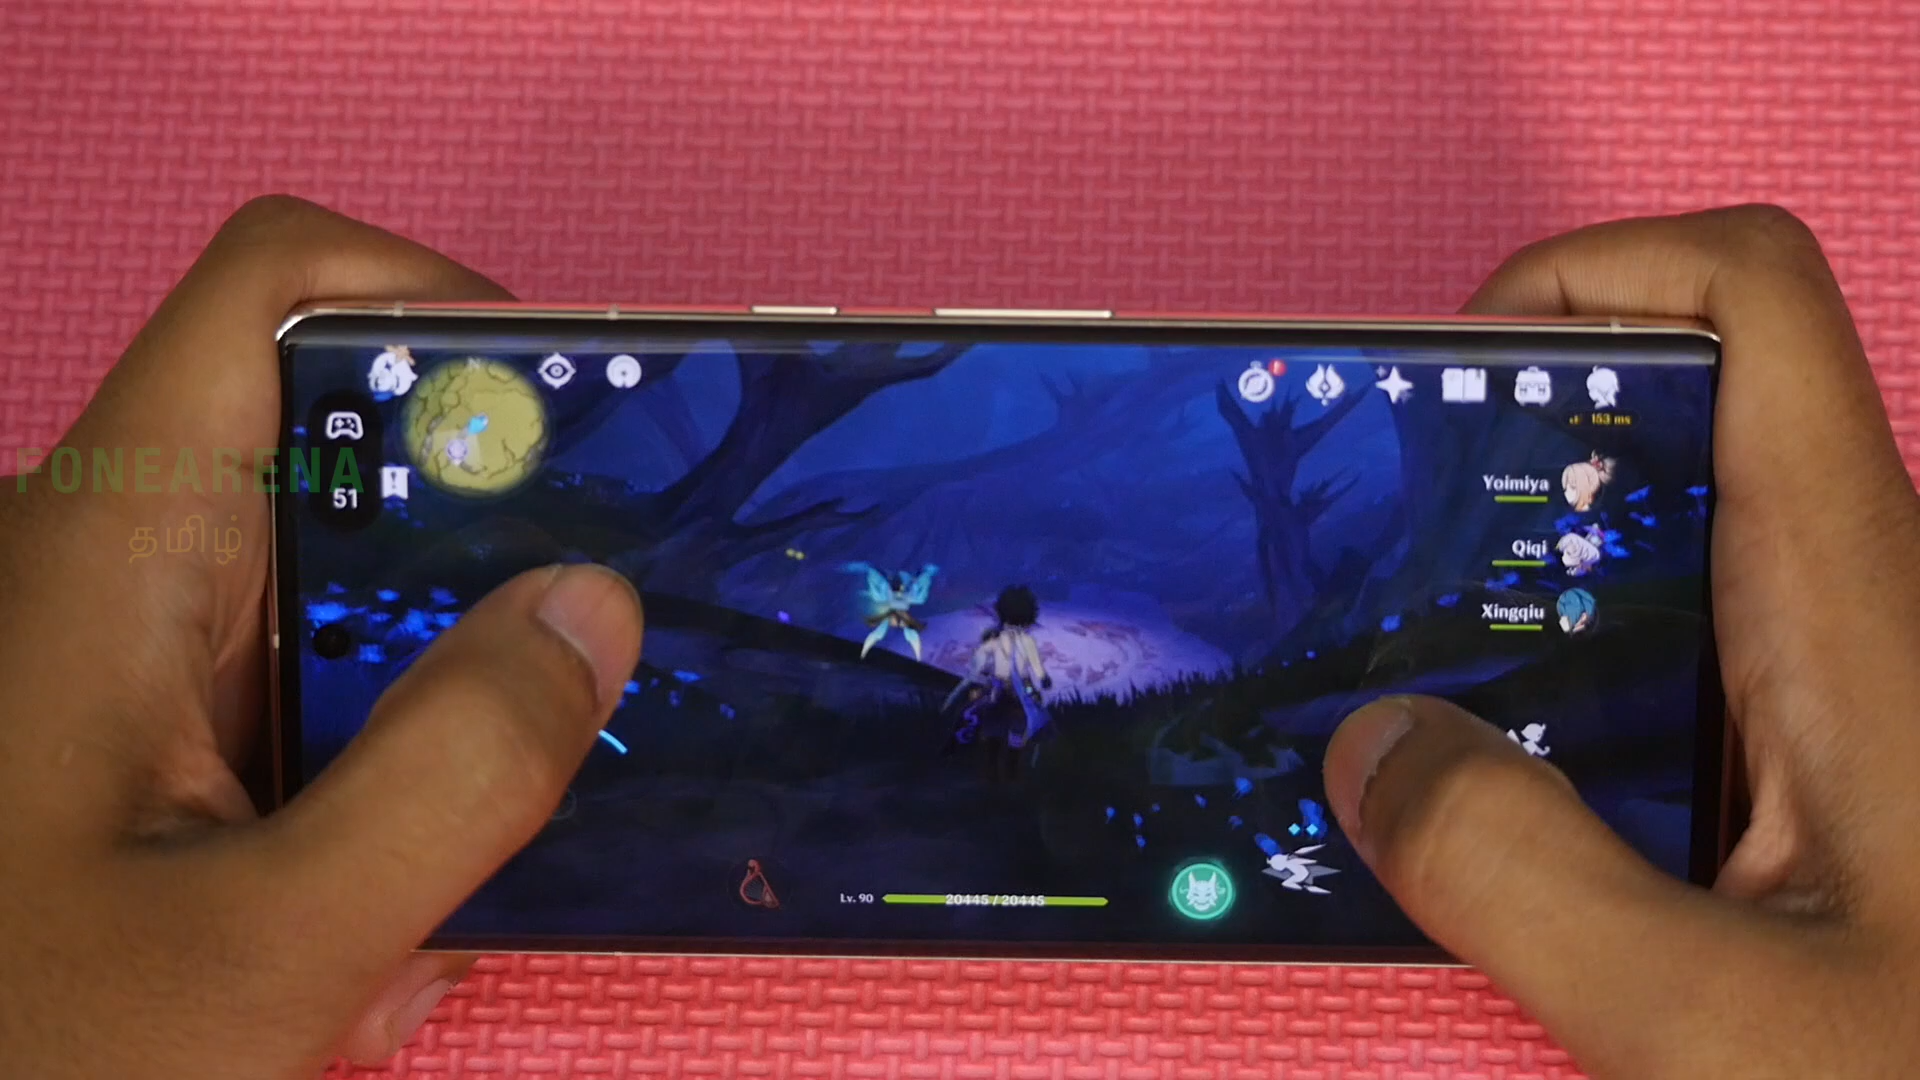 N
153 ms
FONEARENA
தமிழ்
51
Yoimiya
Qiqi
Xingqiu
Lv. 90
20445 / 20445